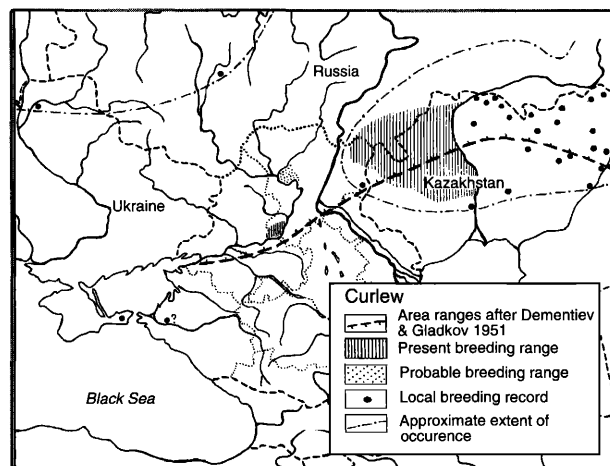 Russia
Ukraine
Kazakhstan
?
Black Sea
Curlew
Area ranges after Dementiev
& Gladkov 1951
Present breeding range
Probable breeding range
Local breeding record
Approximate extent of
occurence